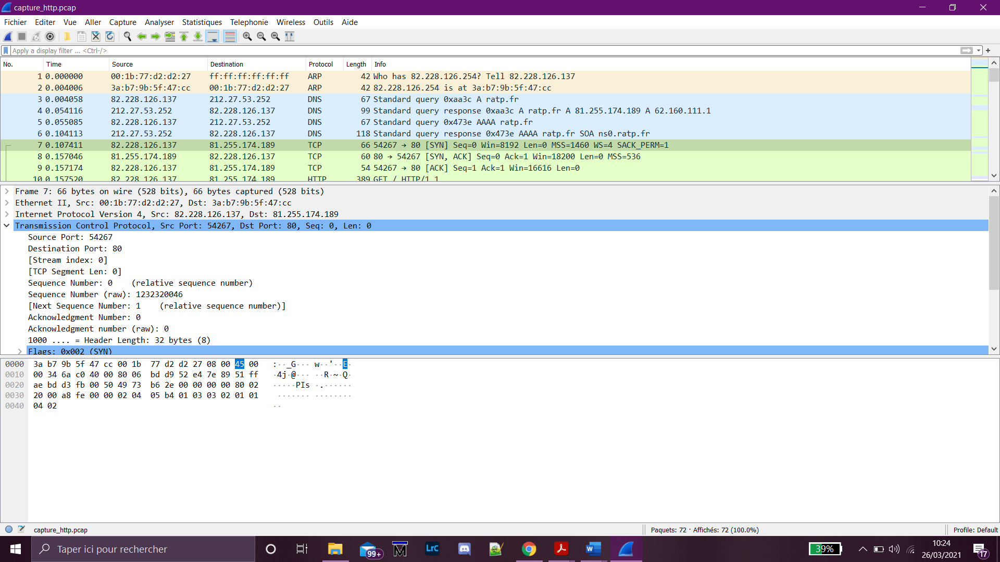 capture_http.pcap
Fichier Editer Vue Aller Capture Analyser Statistiques Telephonie Wireless Outils Aide
Apply a display filter ... <Ctrl-/>
No. Time Source Destination Protocol Length Info
1 0.000000 00:1b:77:d2:d2:27 ff:ff:ff:ff:ff:ff ARP 42 Who has 82.228.126.254? Tell 82.228.126.137
2 0.004006 3a:b7:9b:5f:47:cc 00:1b:77:d2:d2:27 ARP 42 82.228.126.254 is at 3a:b7:9b:5f:47:cc
3 0.004058 82.228.126.137 212.27.53.252 DNS 67 Standard query 0xaa3c A ratp.fr
4 0.054116 212.27.53.252 82.228.126.137 DNS 99 Standard query response 0xaa3c A ratp.fr A 81.255.174.189 A 62.160.111.1
5 0.055085 82.228.126.137 212.27.53.252 DNS 67 Standard query 0x473e AAAA ratp.fr
6 0.104113 212.27.53.252 82.228.126.137 DNS 118 Standard query response 0x473e AAAA ratp.fr SOA ns0.ratp.fr
7 0.107411 82.228.126.137 81.255.174.189 TCP 66 54267 → 80 [SYN] Seq=0 Win=8192 Len=0 MSS=1460 WS=4 SACK_PERM=1
8 0.157046 81.255.174.189 82.228.126.137 TCP 60 80 → 54267 [SYN, ACK] Seq=0 Ack=1 Win=18200 Len=0 MSS=536
9 0.157174 82.228.126.137 81.255.174.189 TCP 54 54267 → 80 [ACK] Seq=1 Ack=1 Win=16616 Len=0
10 0.157520 82.228.126.137 81.255.174.189 HTTP 389 GET / HTTP/1.1
Frame 7: 66 bytes on wire (528 bits), 66 bytes captured (528 bits)
Ethernet II, Src: 00:1b:77:d2:d2:27, Dst: 3a:b7:9b:5f:47:cc
Internet Protocol Version 4, Src: 82.228.126.137, Dst: 81.255.174.189
Transmission Control Protocol, Src Port: 54267, Dst Port: 80, Seq: 0, Len: 0
Source Port: 54267
Destination Port: 80
[Stream index: 0]
[TCP Segment Len: 0]
Sequence Number: 0 (relative sequence number)
Sequence Number (raw): 1232320046
[Next Sequence Number: 1 (relative sequence number)]
Acknowledgment Number: 0
Acknowledgment number (raw): 0
1000 .... = Header Length: 32 bytes (8)
Flags: 0x002 (SYN)
0000 3a b7 9b 5f 47 cc 00 1b 77 d2 d2 27 08 00 45 00 :··_G··· w··'··E·
0010 00 34 6a c0 40 00 80 06 bd d9 52 e4 7e 89 51 ff ·4j·@··· ··R·~·Q·
0020 ae bd d3 fb 00 50 49 73 b6 2e 00 00 00 00 80 02 ·····PIs ·.······
0030 20 00 a8 fe 00 00 02 04 05 b4 01 03 03 02 01 01 ······· ········
0040 04 02 ··
capture_http.pcap Paquets: 72 · Affichés: 72 (100.0%) Profile: Default
Taper ici pour rechercher
99+
LrC
W
39%
10:24
26/03/2021
17